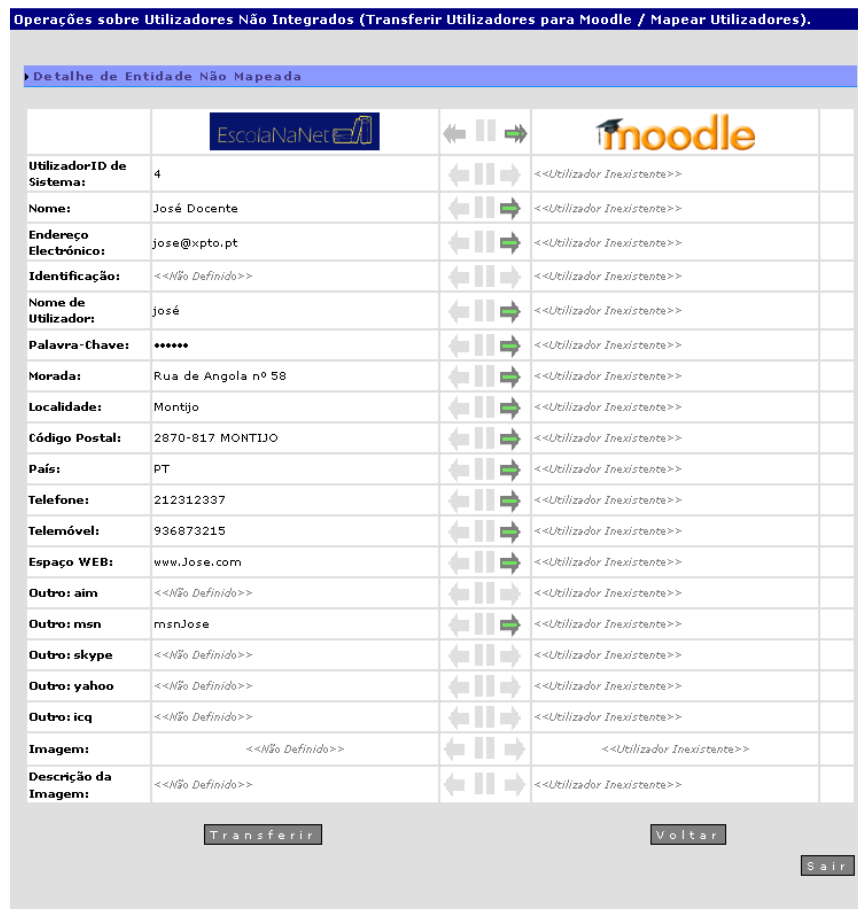 Operações sobre Utilizadores Não Integrados (Transferir Utilizadores para Moodle / Mapear Utilizadores).
Detalhe de Entidade Não Mapeada
EscolaNaNet moodle
UtilizadorID de
Sistema: 4 <<Utilizador Inexistente>>
Nome: José Docente <<Utilizador Inexistente>>
Endereço
Electrónico: jose@xpto.pt <<Utilizador Inexistente>>
Identificação: <<Não Definido>> <<Utilizador Inexistente>>
Nome de
Utilizador: josé <<Utilizador Inexistente>>
Palavra-Chave: •••••• <<Utilizador Inexistente>>
Morada: Rua de Angola nº 58 <<Utilizador Inexistente>>
Localidade: Montijo <<Utilizador Inexistente>>
Código Postal: 2870-817 MONTIJO <<Utilizador Inexistente>>
País: PT <<Utilizador Inexistente>>
Telefone: 212312337 <<Utilizador Inexistente>>
Telemóvel: 936873215 <<Utilizador Inexistente>>
Espaço WEB: www.Jose.com <<Utilizador Inexistente>>
Outro: aim <<Não Definido>> <<Utilizador Inexistente>>
Outro: msn msnJose <<Utilizador Inexistente>>
Outro: skype <<Não Definido>> <<Utilizador Inexistente>>
Outro: yahoo <<Não Definido>> <<Utilizador Inexistente>>
Outro: icq <<Não Definido>> <<Utilizador Inexistente>>
Imagem: <<Não Definido>> <<Utilizador Inexistente>>
Descrição da
Imagem: <<Não Definido>> <<Utilizador Inexistente>>
Transferir Voltar
Sair